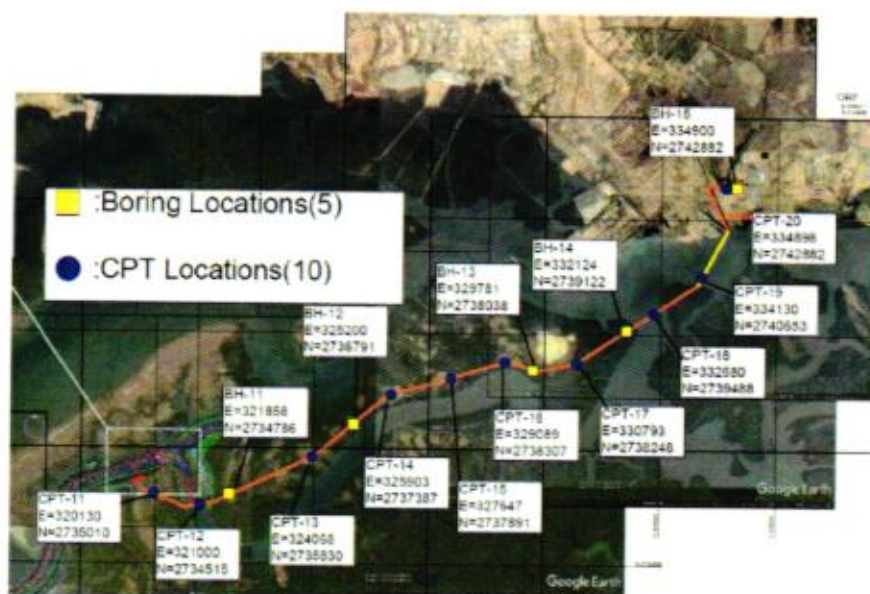 BH-15
E=334900
N=2742882
:Boring Locations(5)
:CPT Locations(10)
CPT-20
E=334898
N=2742882
BH-14
E=332124
N=2739122
BH-13
E=329781
N=2738038
CPT-19
E=334130
N=2740653
BH-12
E=325200
N=2736791
CPT-18
E=332680
N=2739488
BH-11
E=321858
N=2734786
CPT-17
E=330793
N=2738248
CPT-16
E=329089
N=2738307
CPT-14
E=325903
N=2737387
CPT-15
E=327647
N=2737891
CPT-11
E=320130
N=2735010
CPT-12
E=321000
N=2734515
CPT-13
E=324058
N=2735830
Google Earth
Google Earth